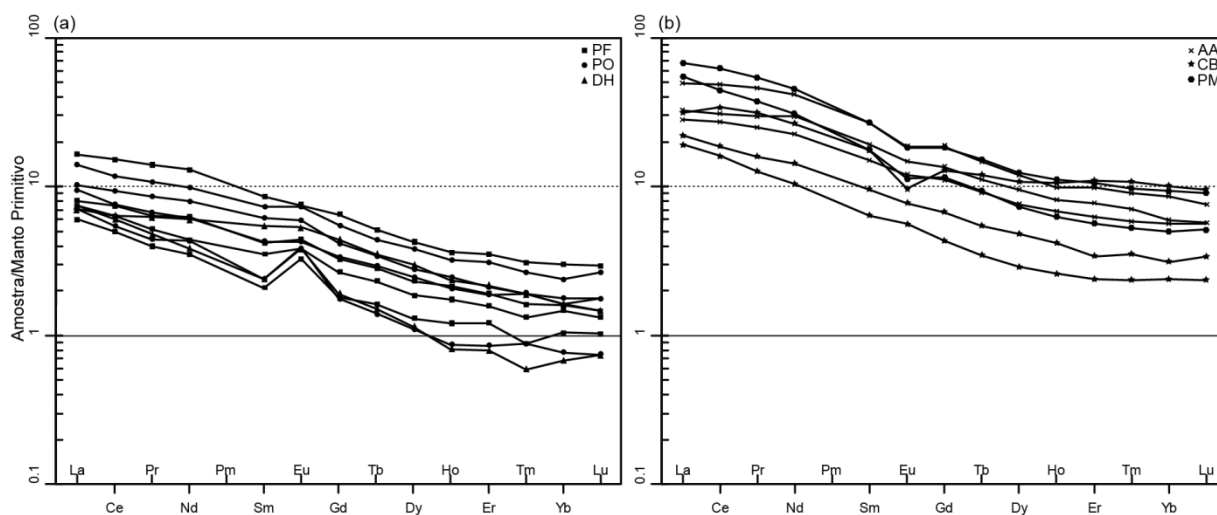 (a)
100
10
1
0.1
Amostra/Manto Primitivo
PF
PO
DH
La Pr Pm Eu Tb Ho Tm Lu
Ce Nd Sm Gd Dy Er Yb
(b)
100
10
1
0.1
AA
CB
PM
La Pr Pm Eu Tb Ho Tm Lu
Ce Nd Sm Gd Dy Er Yb